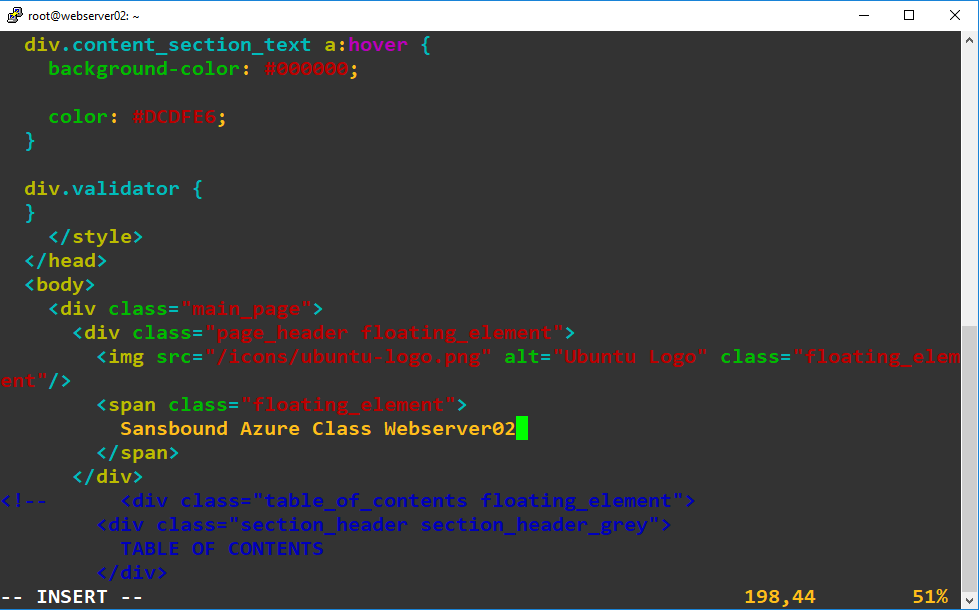 root@webserver02: ~
div.content_section_text a:hover {
background-color: #000000;
color: #DCDFE6;
}
div.validator {
}
</style>
</head>
<body>
<div class="main_page">
<div class="page_header floating_element">
<img src="/icons/ubuntu-logo.png" alt="Ubuntu Logo" class="floating_elem
ent"/>
<span class="floating_element">
Sansbound Azure Class Webserver02
</span>
</div>
<!--      <div class="table_of_contents floating_element">
<div class="section_header section_header_grey">
TABLE OF CONTENTS
</div>
-- INSERT -- 198,44 51%